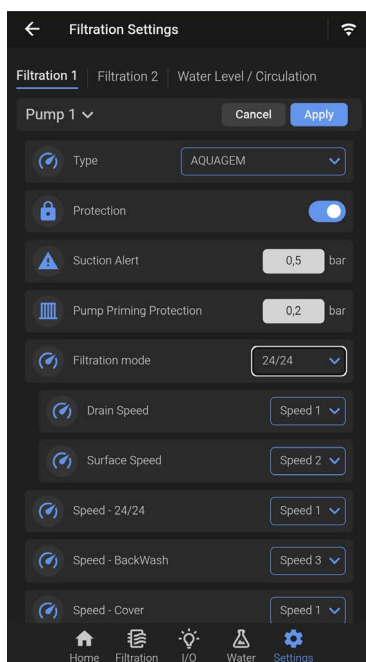 Filtration Settings
Filtration 1 Filtration 2 Water Level / Circulation
Pump 1 Cancel Apply
Type AQUAGEM
Protection
Suction Alert 0,5 bar
Pump Priming Protection 0,2 bar
Filtration mode 24/24
Drain Speed Speed 1
Surface Speed Speed 2
Speed - 24/24 Speed 1
Speed - BackWash Speed 3
Speed - Cover Speed 1
Home Filtration I/O Water Settings